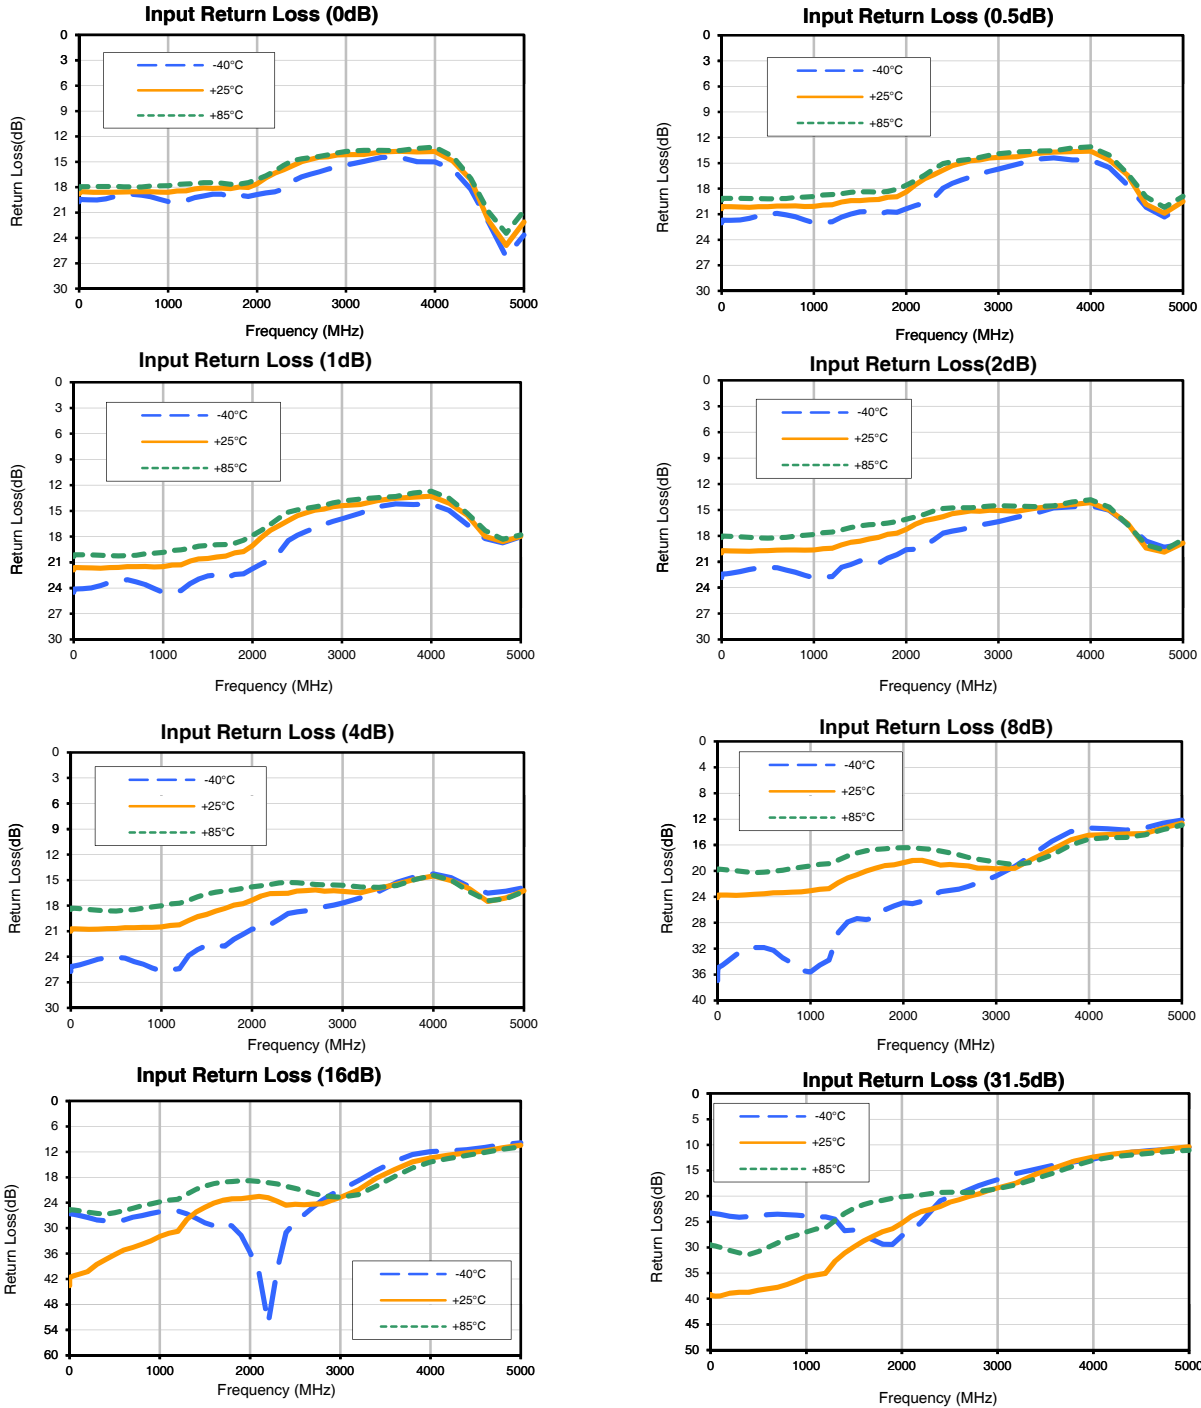 Input Return Loss (0dB)
Return Loss(dB)
0
3
6
9
12
15
18
21
24
27
30
-40°C
+25°C
+85°C
0 1000 2000 3000 4000 5000
Frequency (MHz)
Input Return Loss (0.5dB)
Return Loss(dB)
0
3
6
9
12
15
18
21
24
27
30
-40°C
+25°C
+85°C
0 1000 2000 3000 4000 5000
Frequency (MHz)
Input Return Loss (1dB)
Return Loss(dB)
0
3
6
9
12
15
18
21
24
27
30
-40°C
+25°C
+85°C
0 1000 2000 3000 4000 5000
Frequency (MHz)
Input Return Loss(2dB)
Return Loss(dB)
0
3
6
9
12
15
18
21
24
27
30
-40°C
+25°C
+85°C
0 1000 2000 3000 4000 5000
Frequency (MHz)
Input Return Loss (4dB)
Return Loss(dB)
0
3
6
9
12
15
18
21
24
27
30
-40°C
+25°C
+85°C
0 1000 2000 3000 4000 5000
Frequency (MHz)
Input Return Loss (8dB)
Return Loss(dB)
0
4
8
12
16
20
24
28
32
36
40
-40°C
+25°C
+85°C
0 1000 2000 3000 4000 5000
Frequency (MHz)
Input Return Loss (16dB)
Return Loss(dB)
0
6
12
18
24
30
36
42
48
54
60
-40°C
+25°C
+85°C
0 1000 2000 3000 4000 5000
Frequency (MHz)
Input Return Loss (31.5dB)
Return Loss(dB)
0
5
10
15
20
25
30
35
40
45
50
-40°C
+25°C
+85°C
0 1000 2000 3000 4000 5000
Frequency (MHz)